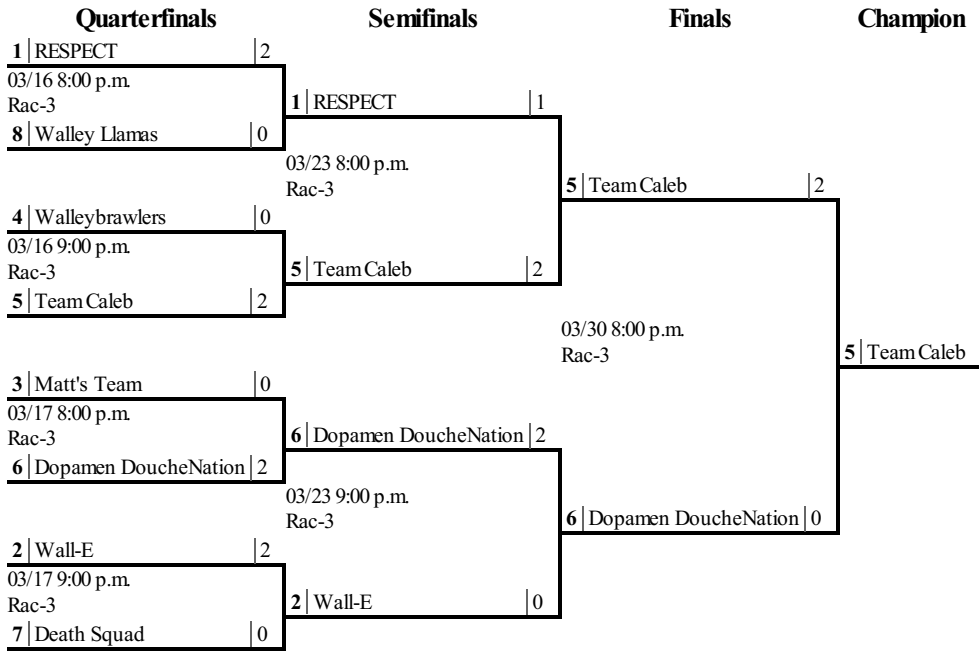 Quarterfinals Semifinals Finals Champion
1 RESPECT 2
03/16 8:00 p.m.
Rac-3
8 Walley Llamas 0
4 Walleybrawlers 0
03/16 9:00 p.m.
Rac-3
5 Team Caleb 2
3 Matt's Team 0
03/17 8:00 p.m.
Rac-3
6 Dopamen DoucheNation 2
2 Wall-E 2
03/17 9:00 p.m.
Rac-3
7 Death Squad 0
1 RESPECT 1
03/23 8:00 p.m.
Rac-3
5 Team Caleb 2
6 Dopamen DoucheNation 2
03/23 9:00 p.m.
Rac-3
2 Wall-E 0
5 Team Caleb 2
03/30 8:00 p.m.
Rac-3
6 Dopamen DoucheNation 0
5 Team Caleb